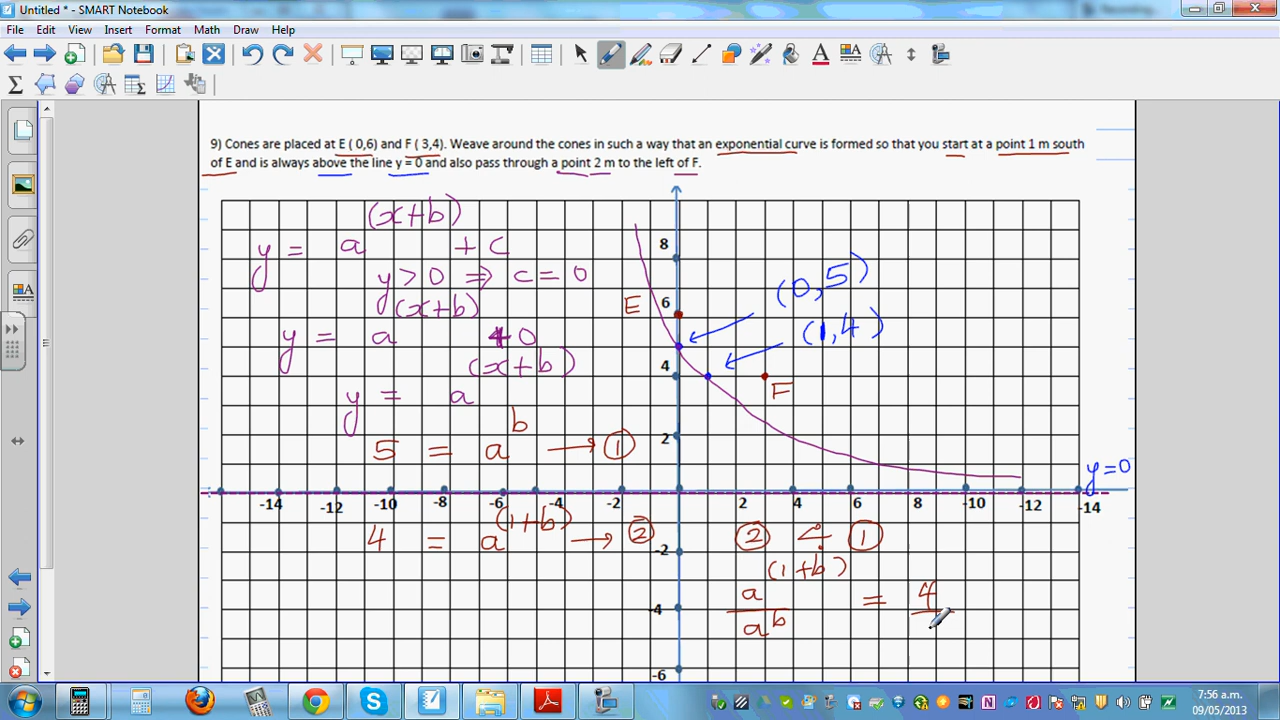 Untitled * - SMART Notebook
File Edit View Insert Format Math Draw Help
9) Cones are placed at E ( 0,6) and F ( 3,4). Weave around the cones in such a way that an exponential curve is formed so that you start at a point 1 m south
of E and is always above the line y = 0 and also pass through a point 2 m to the left of F.
y = a^(x+b) + c
y > 0 ⇒ c = 0
y = a^(x+b) + 0
y = a^(x+b)
5 = a^b → ①
4 = a^(1+b) → ②
8
6
4
2
E
F
(0,5)
(1,4)
y=0
-14 -12 -10 -8 -6 -4 -2 2 4 6 8 -10 -12 -14
-2
-4
-6
② ÷ ①
a^(1+b) / a^b = 4
7:56 a.m.
09/05/2013